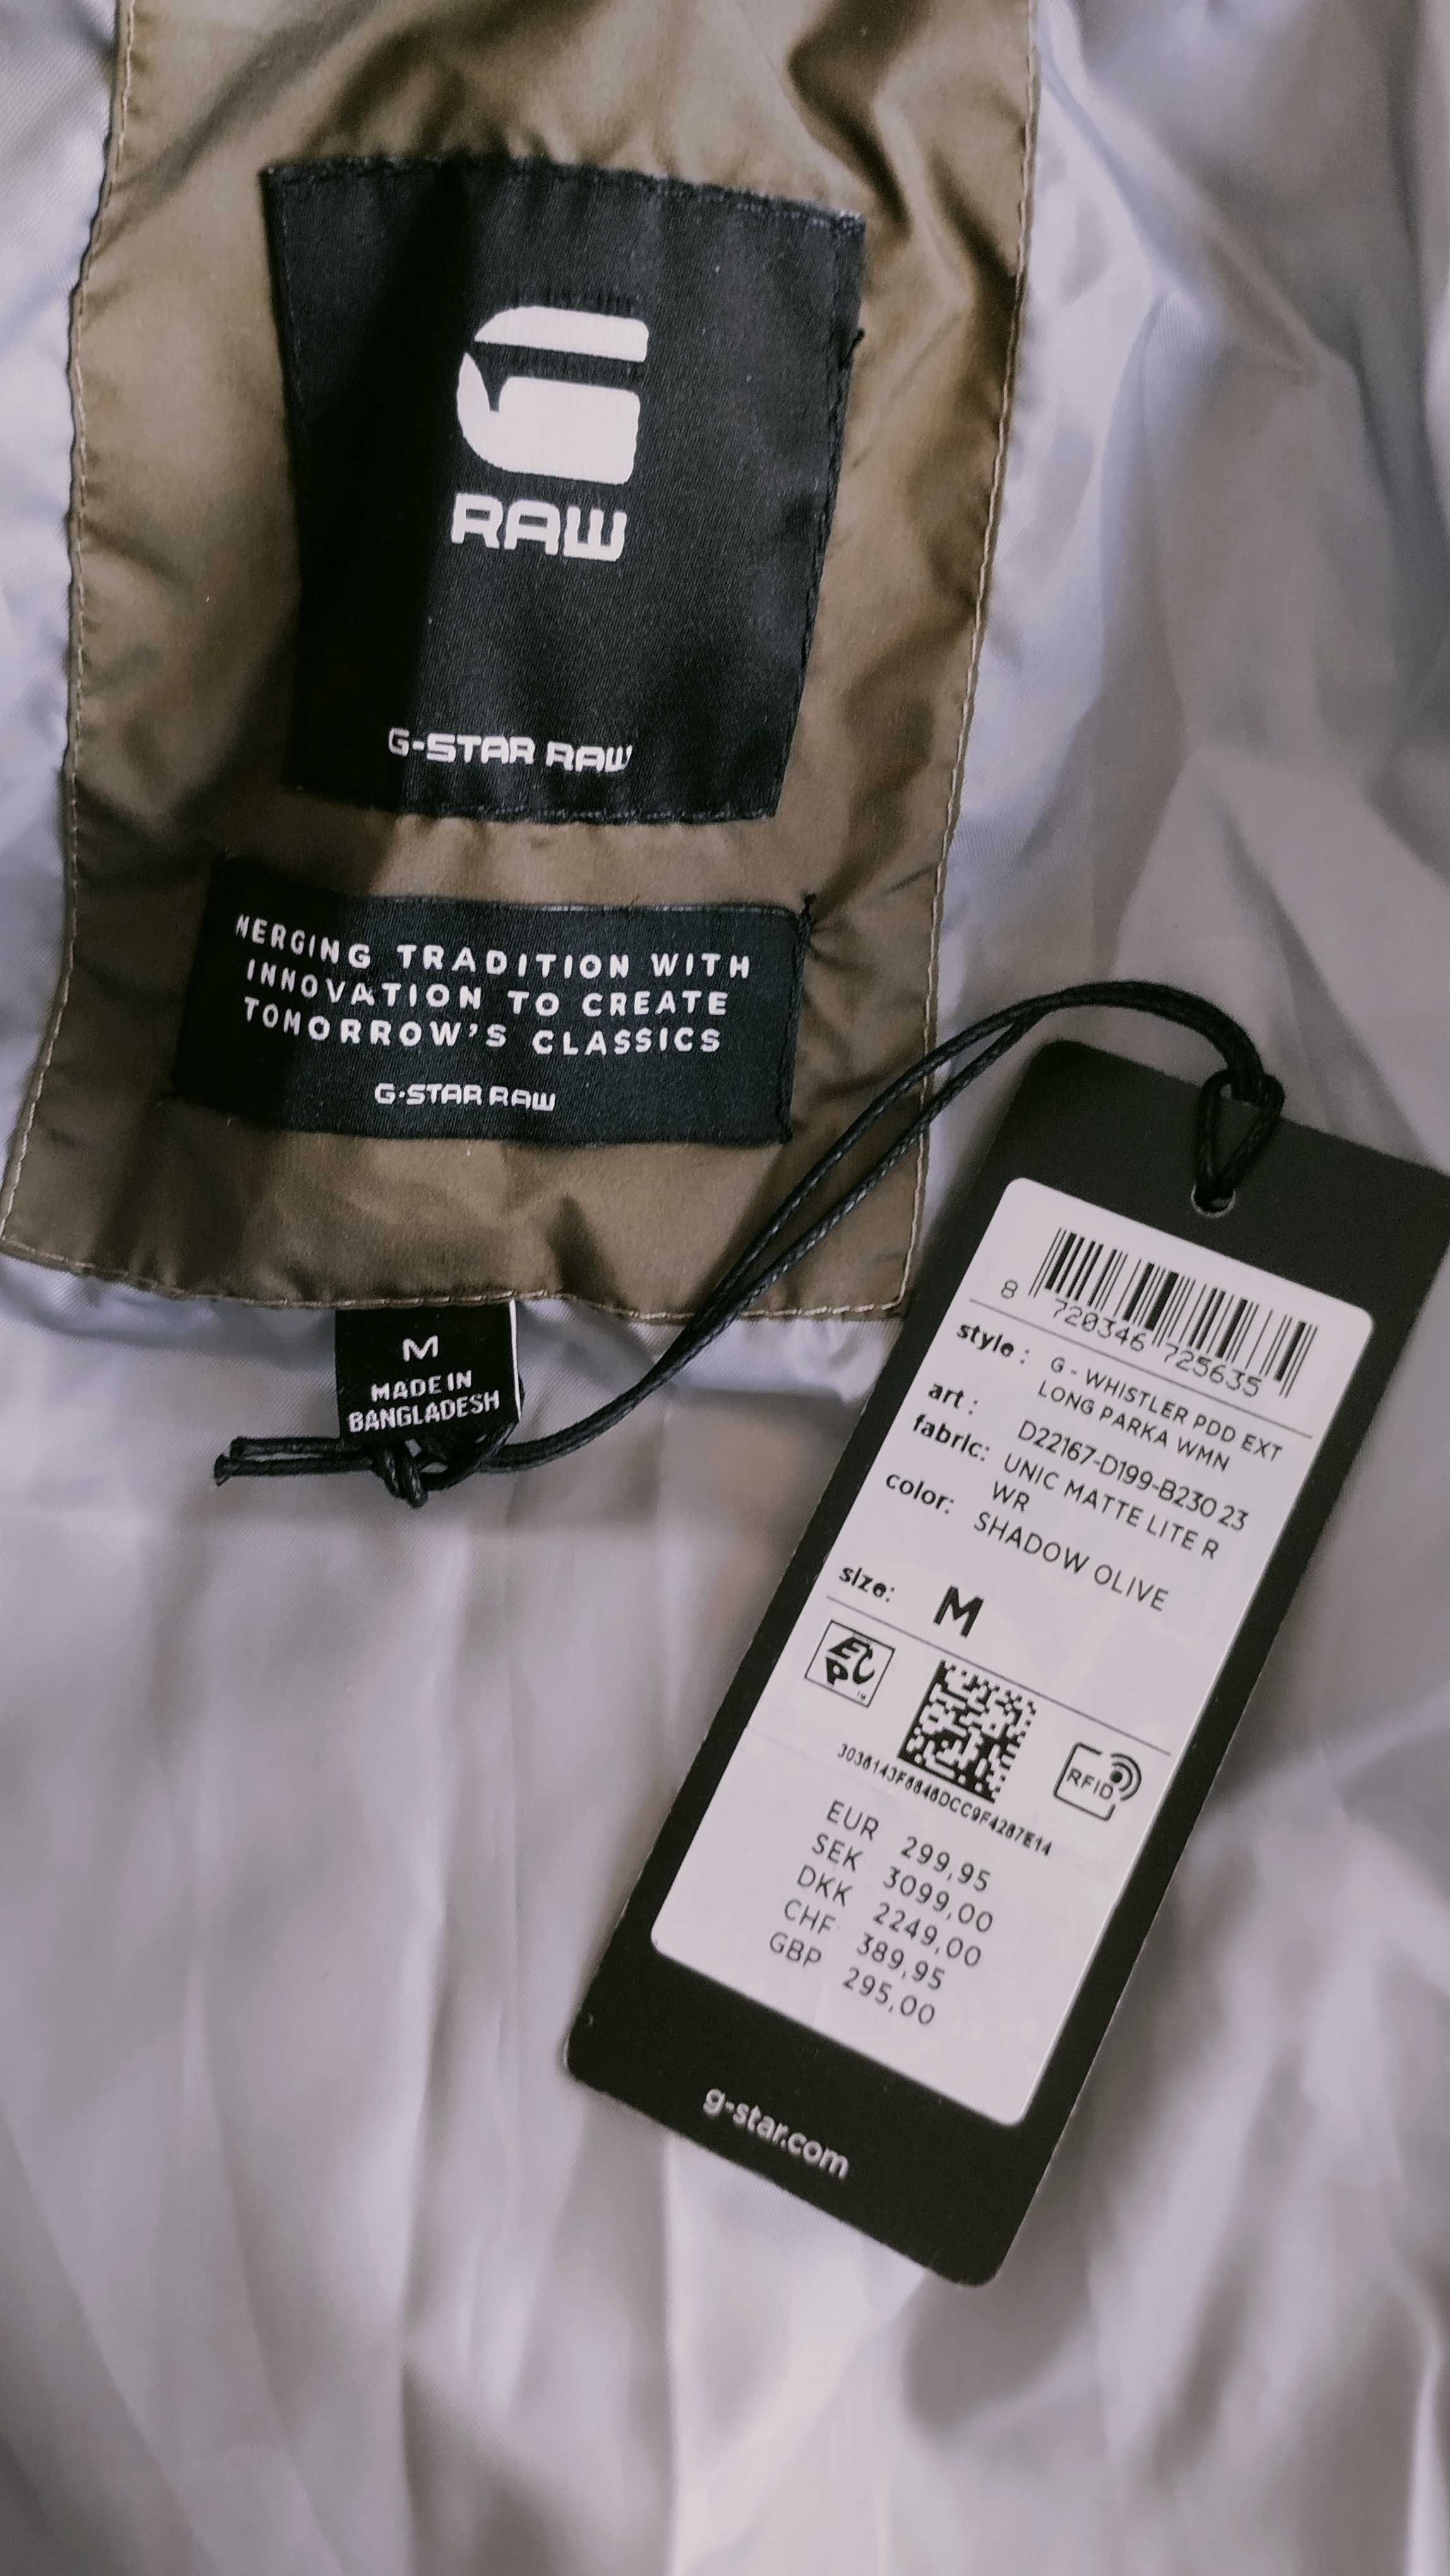 RAW
G-STAR RAW
MERGING TRADITION WITH
INNOVATION TO CREATE
TOMORROW'S CLASSICS
G-STAR RAW
M
MADE IN
BANGLADESH
8 720346 725635
style : G - WHISTLER PDD EXT
LONG PARKA WMN
art : D22167-D199-B230 23
fabric: UNIC MATTE LITE R
WR
color: SHADOW OLIVE
size: M
ECP™
RFID
3036143F6846DCC9F4287E14
EUR 299,95
SEK 3099,00
DKK 2249,00
CHF 389,95
GBP 295,00
g-star.com